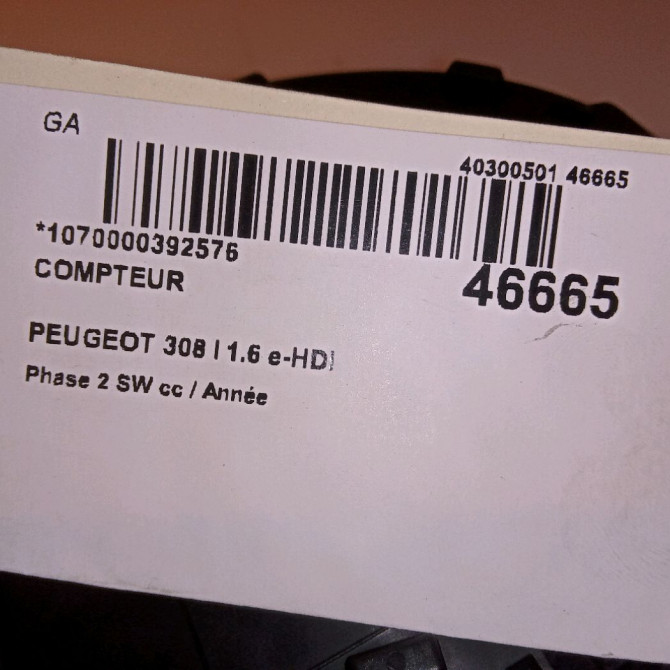 GA
40300501 46665
*1070000392576
46665
COMPTEUR
PEUGEOT 308 I 1.6 e-HDI
Phase 2 SW cc / Année